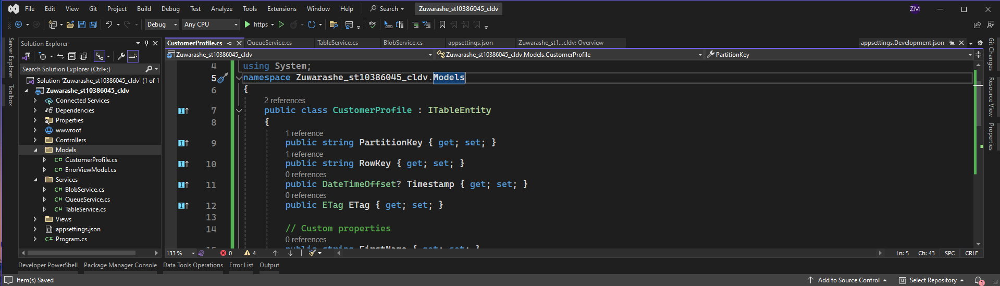 File Edit View Git Project Build Debug Test Analyze Tools Extensions Window Help Search Zuwarashe_st10386045_cldv ZM
Debug Any CPU https
Solution Explorer
CustomerProfile.cs QueueService.cs TableService.cs BlobService.cs appsettings.json Zuwarashe_st1...cldv: Overview appsettings.Development.json
Zuwarashe_st10386045_cldv Zuwarashe_st10386045_cldv.Models.CustomerProfile PartitionKey
Server Explorer
Toolbox
Search Solution Explorer (Ctrl+;)
Solution 'Zuwarashe_st10386045_cldv' (1 of 1
Zuwarashe_st10386045_cldv
Connected Services
Dependencies
Properties
wwwroot
Controllers
Models
C# CustomerProfile.cs
C# ErrorViewModel.cs
Services
C# BlobService.cs
C# QueueService.cs
C# TableService.cs
Views
appsettings.json
C# Program.cs
4 using System;
5 namespace Zuwarashe_st10386045_cldv.Models
6 {
2 references
7 public class CustomerProfile : ITableEntity
8 {
1 reference
9 public string PartitionKey { get; set; }
1 reference
10 public string RowKey { get; set; }
0 references
11 public DateTimeOffset? Timestamp { get; set; }
0 references
12 public ETag ETag { get; set; }
13
14 // Custom properties
0 references
15 public string FirstName { get; set; }
Git Changes
Resource View
Properties
133 % 0 4 Ln: 5 Ch: 43 SPC CRLF
Developer PowerShell Package Manager Console Data Tools Operations Error List Output
Item(s) Saved Add to Source Control Select Repository 1